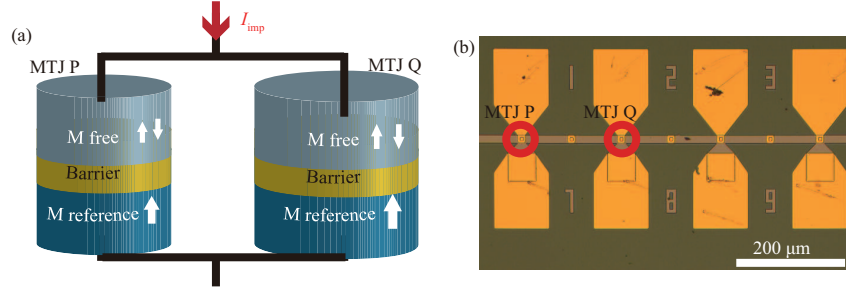 (a)
I_imp
MTJ P
MTJ Q
M free
M free
Barrier
Barrier
M reference
M reference
(b)
1
2
3
MTJ P
MTJ Q
7
8
9
200 μm